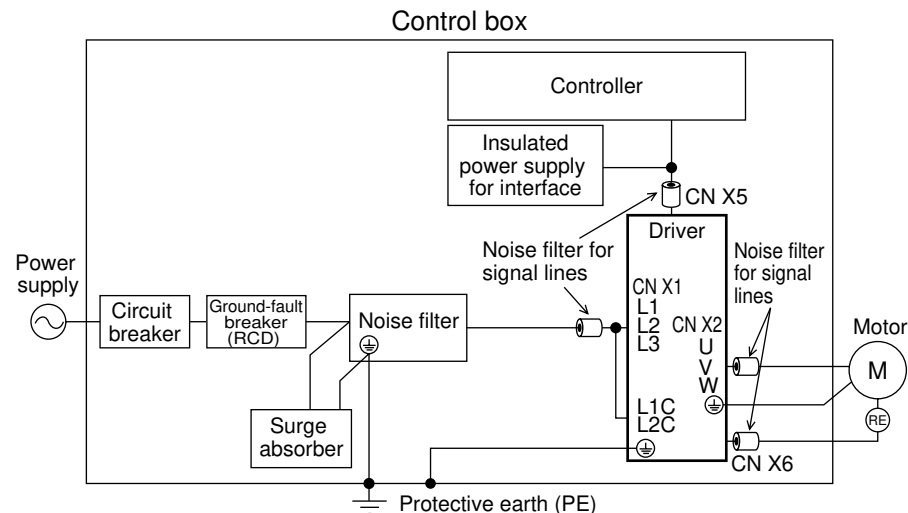 Control box
Controller
Insulated
power supply
for interface
CN X5
Driver
Noise filter for
signal lines
Noise filter
for signal
lines
Power
supply
Circuit
breaker
Ground-fault
breaker
(RCD)
Noise filter
Surge
absorber
CN X1
L1
L2
L3
CN X2
U
V
W
L1C
L2C
Motor
M
RE
CN X6
Protective earth (PE)